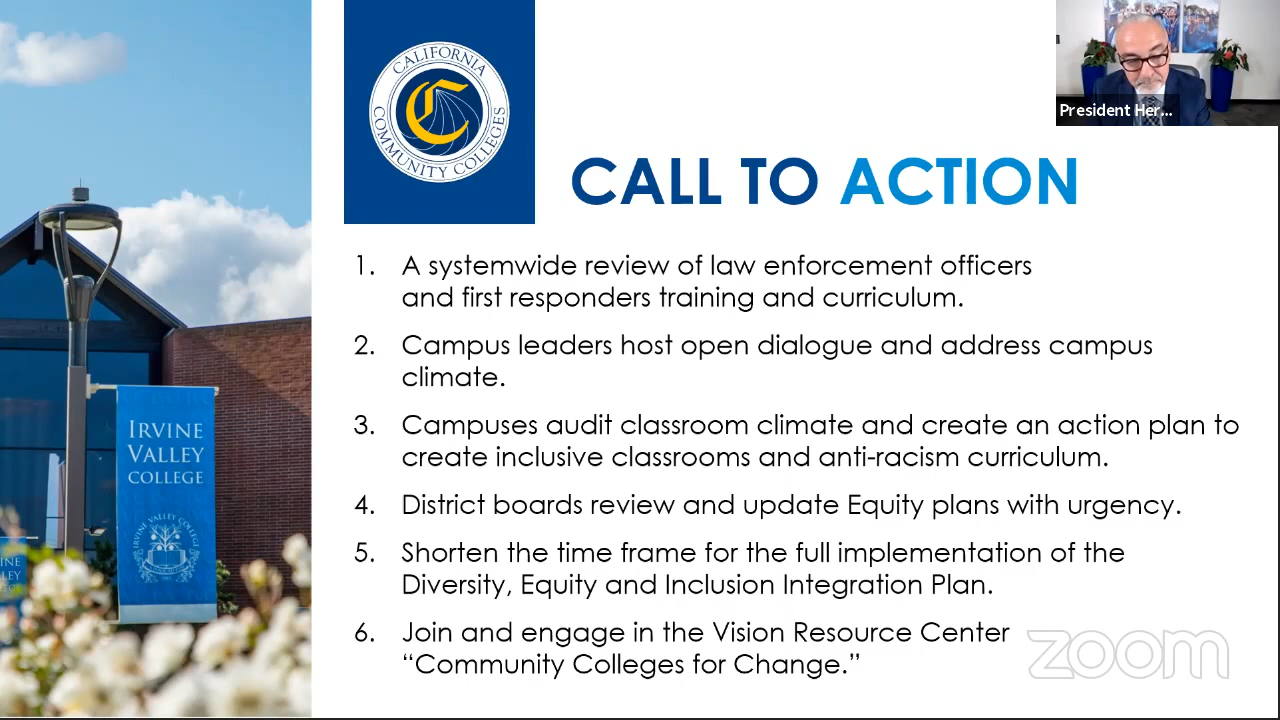 CALIFORNIA
COMMUNITY COLLEGES
C
President Her...
CALL TO ACTION
1. A systemwide review of law enforcement officers
and first responders training and curriculum.
2. Campus leaders host open dialogue and address campus
climate.
3. Campuses audit classroom climate and create an action plan to
create inclusive classrooms and anti-racism curriculum.
4. District boards review and update Equity plans with urgency.
5. Shorten the time frame for the full implementation of the
Diversity, Equity and Inclusion Integration Plan.
6. Join and engage in the Vision Resource Center
“Community Colleges for Change.”
IRVINE
VALLEY
COLLEGE
IRVINE VALLEY COLLEGE
zoom